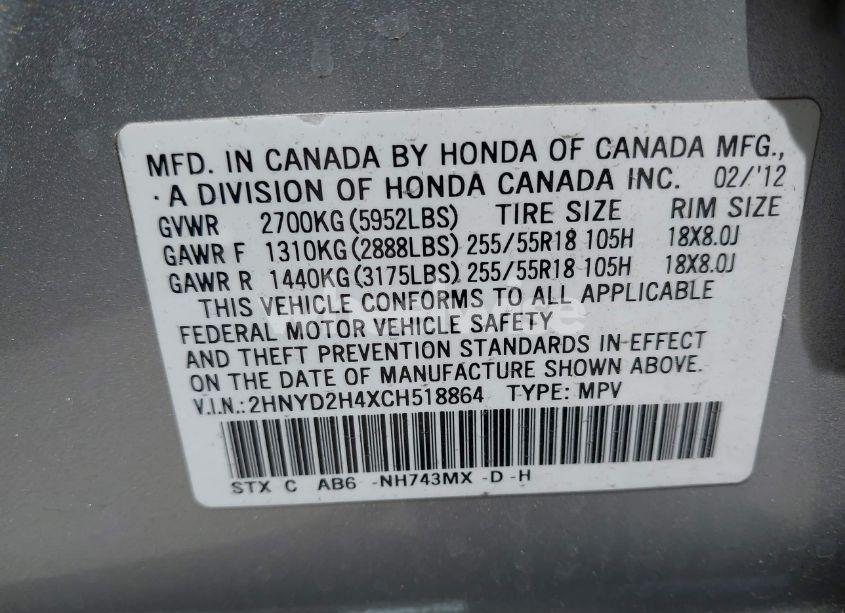 MFD. IN CANADA BY HONDA OF CANADA MFG.,
· A DIVISION OF HONDA CANADA INC. 02/'12
GVWR 2700KG (5952LBS) TIRE SIZE RIM SIZE
GAWR F 1310KG (2888LBS) 255/55R18 105H 18X8.0J
GAWR R 1440KG (3175LBS) 255/55R18 105H 18X8.0J
THIS VEHICLE CONFORMS TO ALL APPLICABLE
FEDERAL MOTOR VEHICLE SAFETY
AND THEFT PREVENTION STANDARDS IN EFFECT
ON THE DATE OF MANUFACTURE SHOWN ABOVE.
V.I.N.: 2HNYD2H4XCH518864 TYPE: MPV
STX C AB6 -NH743MX -D -H